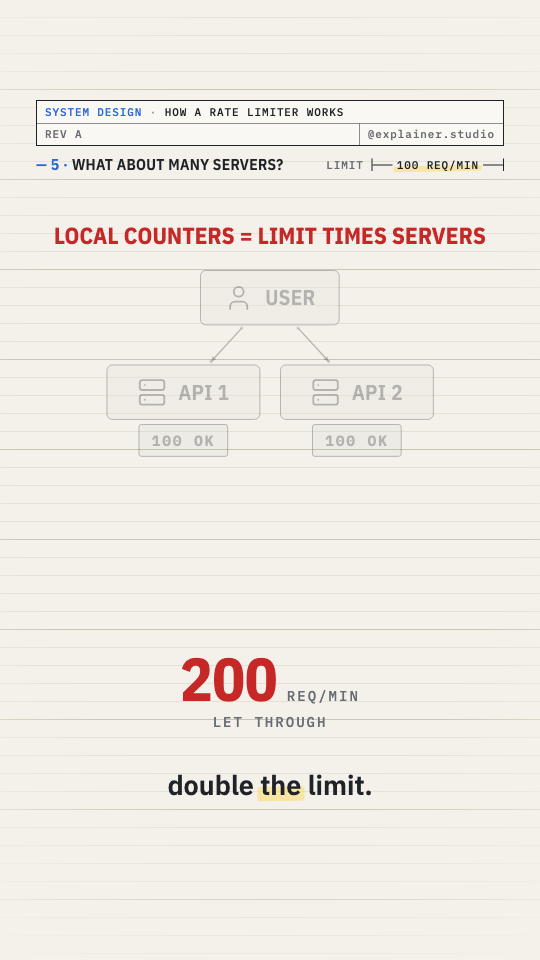 SYSTEM DESIGN · HOW A RATE LIMITER WORKS
REV A @explainer.studio
— 5 · WHAT ABOUT MANY SERVERS? LIMIT 100 REQ/MIN
LOCAL COUNTERS = LIMIT TIMES SERVERS
USER
API 1 API 2
100 OK 100 OK
200 REQ/MIN
LET THROUGH
double the limit.